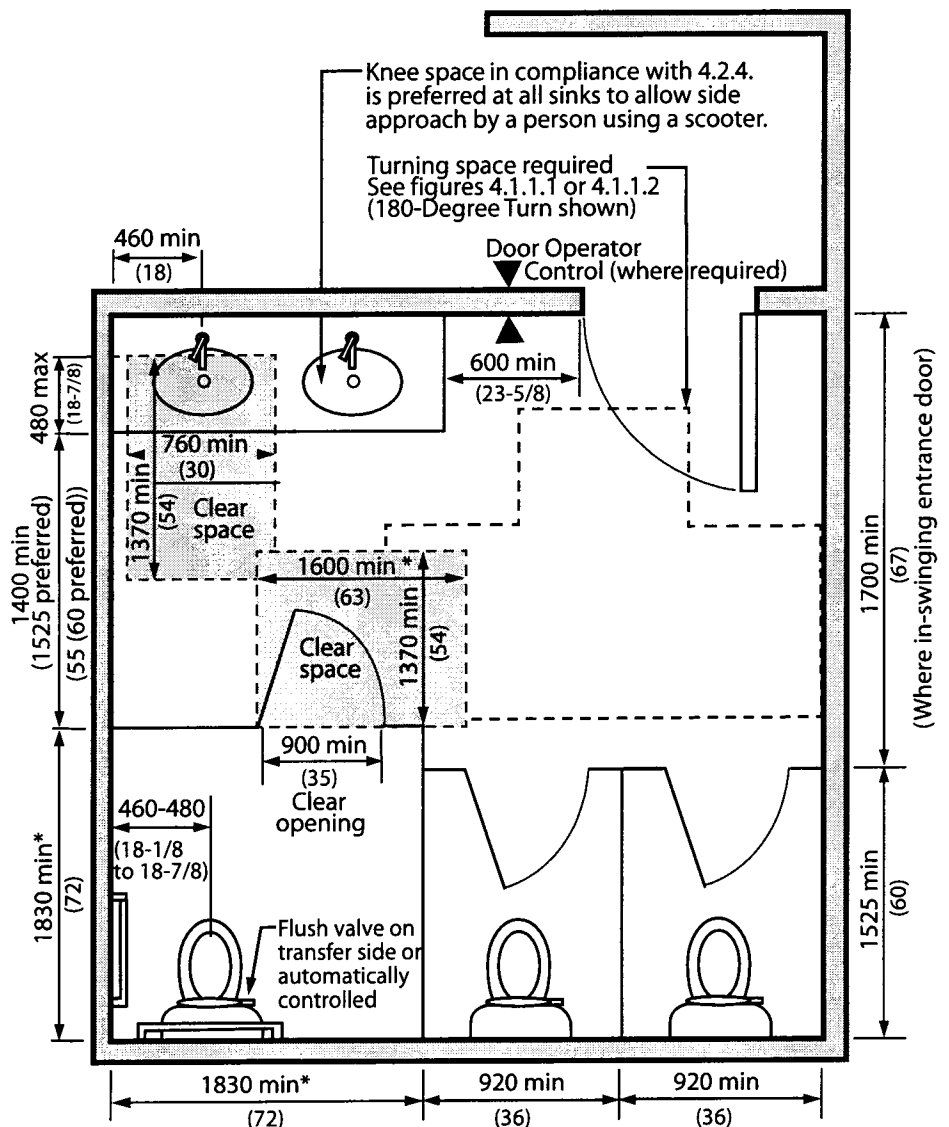 Knee space in compliance with 4.2.4.
is preferred at all sinks to allow side
approach by a person using a scooter.
Turning space required
See figures 4.1.1.1 or 4.1.1.2
(180-Degree Turn shown)
460 min
(18)
Door Operator
Control (where required)
480 max
(18-7/8)
600 min
(23-5/8)
760 min
(30)
1370 min
(54)
Clear
space
1400 min
(1525 preferred)
(55 (60 preferred))
1600 min *
(63)
1370 min
(54)
Clear
space
1700 min
(67)
(Where in-swinging entrance door)
900 min
(35)
Clear
opening
460-480
(18-1/8
to 18-7/8)
1830 min*
(72)
Flush valve on
transfer side or
automatically
controlled
1525 min
(60)
1830 min*
(72)
920 min
(36)
920 min
(36)